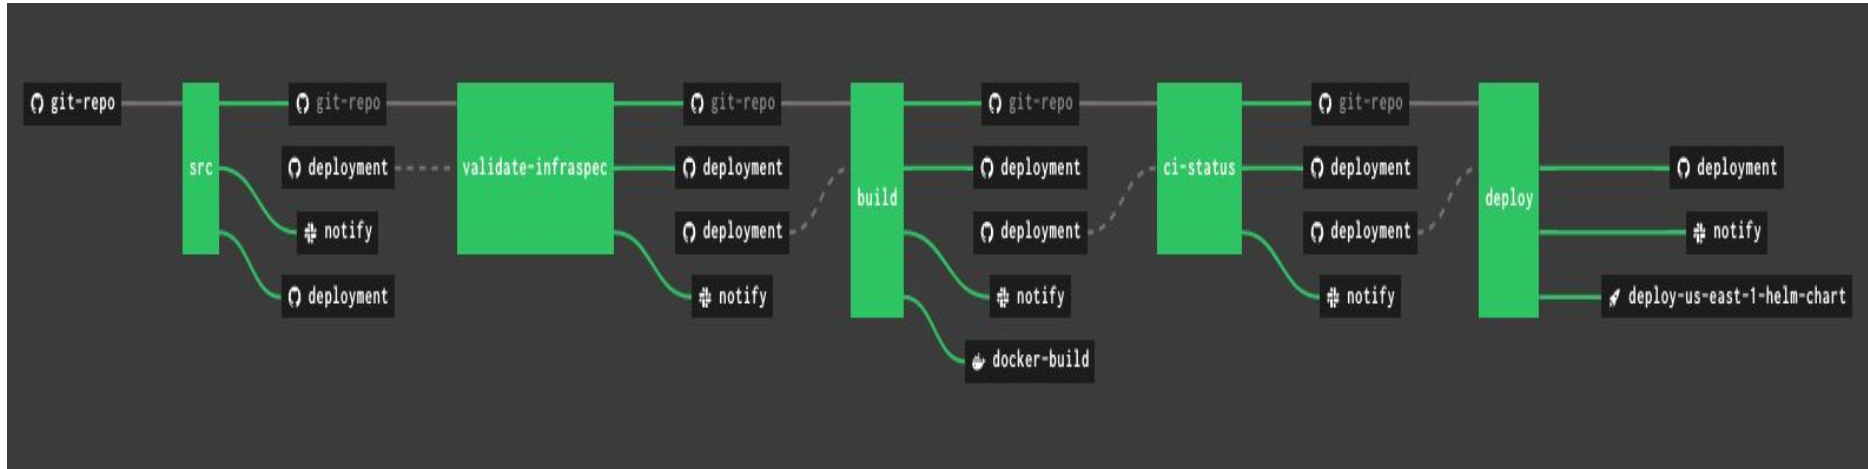 git-repo
src
git-repo
deployment
notify
deployment
validate-infraspec
git-repo
deployment
deployment
notify
build
git-repo
deployment
deployment
notify
docker-build
ci-status
git-repo
deployment
deployment
notify
deploy
deployment
notify
deploy-us-east-1-helm-chart